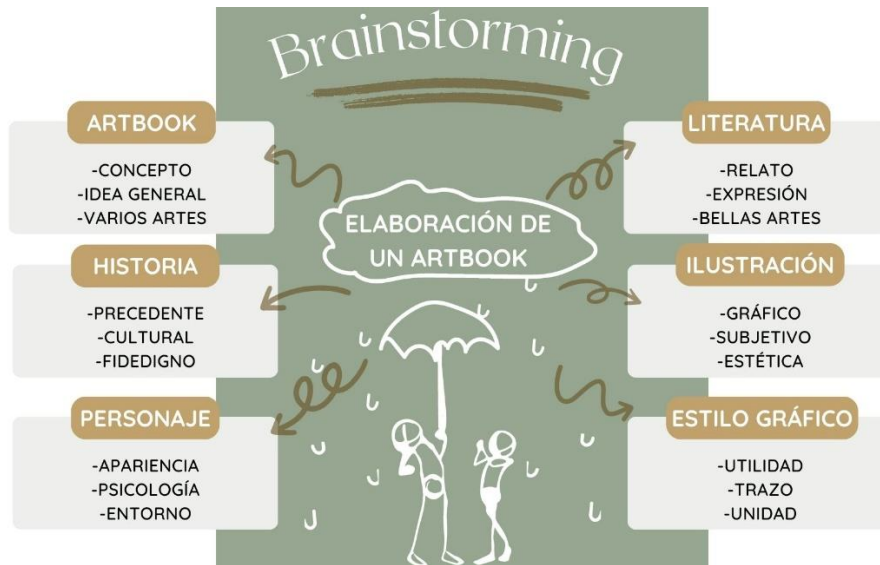 Brainstorming
ARTBOOK
-CONCEPTO
-IDEA GENERAL
-VARIOS ARTES
HISTORIA
-PRECEDENTE
-CULTURAL
-FIDEDIGNO
PERSONAJE
-APARIENCIA
-PSICOLOGÍA
-ENTORNO
ELABORACIÓN DE
UN ARTBOOK
LITERATURA
-RELATO
-EXPRESIÓN
-BELLAS ARTES
ILUSTRACIÓN
-GRÁFICO
-SUBJETIVO
-ESTÉTICA
ESTILO GRÁFICO
-UTILIDAD
-TRAZO
-UNIDAD